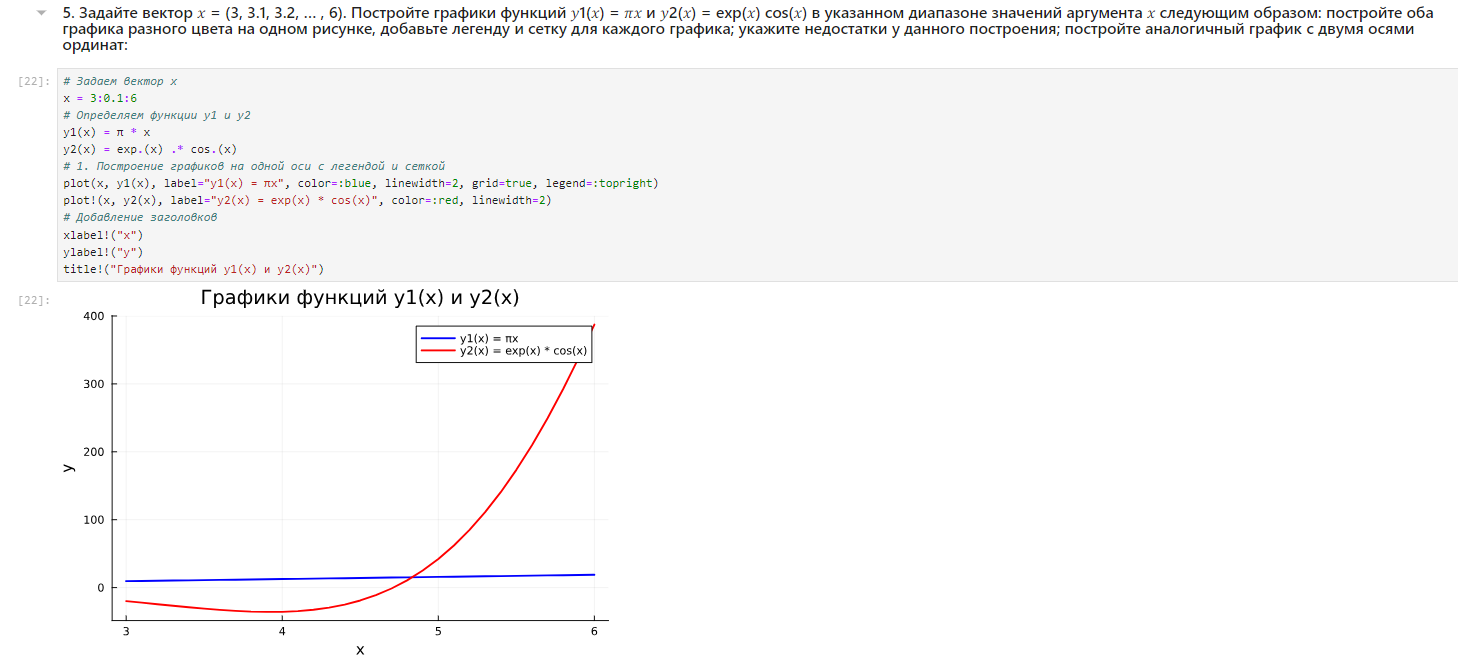 5. Задайте вектор x = (3, 3.1, 3.2, ... , 6). Постройте графики функций y1(x) = πx и y2(x) = exp(x) cos(x) в указанном диапазоне значений аргумента x следующим образом: постройте оба
графика разного цвета на одном рисунке, добавьте легенду и сетку для каждого графика; укажите недостатки у данного построения; постройте аналогичный график с двумя осями
ординат:
[22]:
# Задаем вектор x
x = 3:0.1:6
# Определяем функции y1 и y2
y1(x) = π * x
y2(x) = exp.(x) .* cos.(x)
# 1. Построение графиков на одной оси с легендой и сеткой
plot(x, y1(x), label="y1(x) = πx", color=:blue, linewidth=2, grid=true, legend=:topright)
plot!(x, y2(x), label="y2(x) = exp(x) * cos(x)", color=:red, linewidth=2)
# Добавление заголовков
xlabel!("x")
ylabel!("y")
title!("Графики функций y1(x) и y2(x)")
[22]:
Графики функций y1(x) и y2(x)
400
300
200
100
0
y
y1(x) = πx
y2(x) = exp(x) * cos(x)
3 4 5 6
x